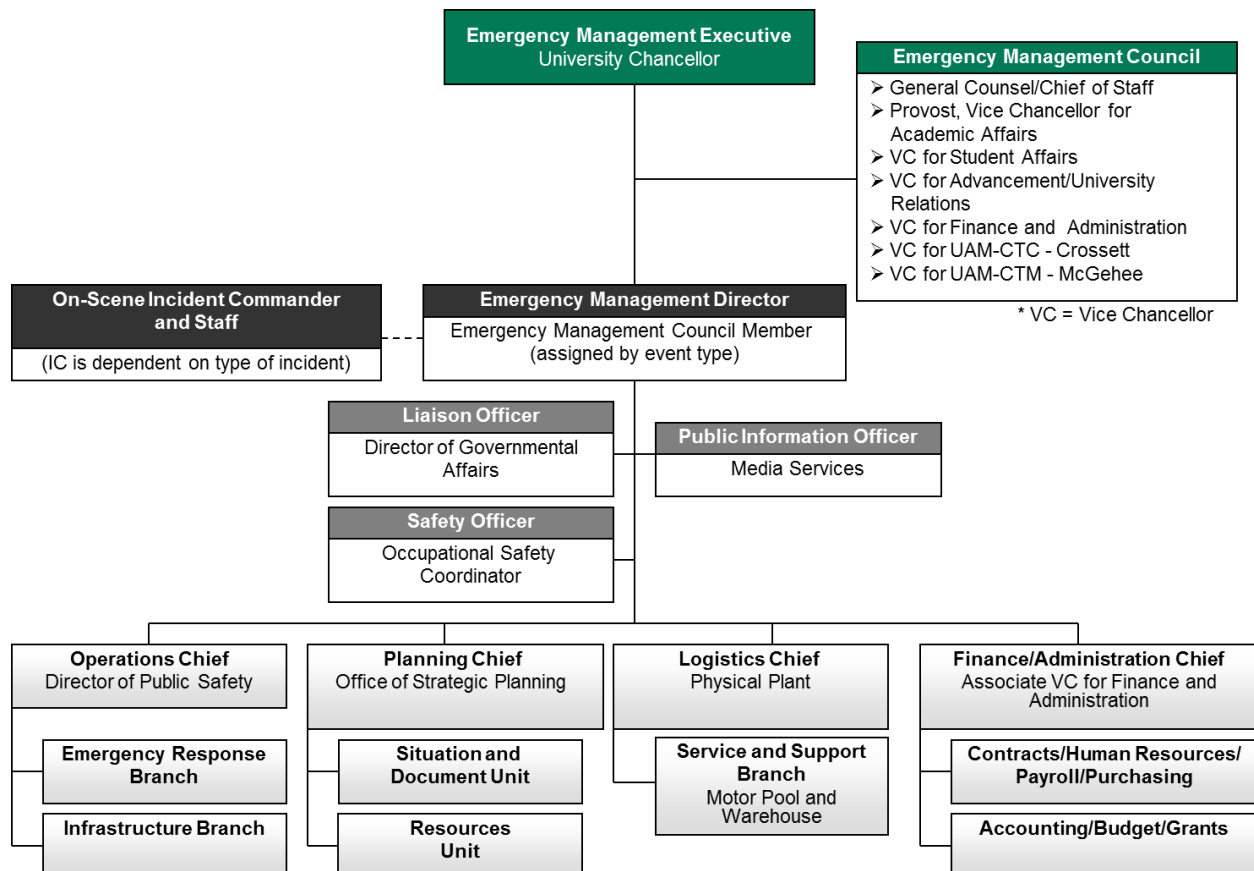 Emergency Management Executive
University Chancellor
Emergency Management Council
➢ General Counsel/Chief of Staff
➢ Provost, Vice Chancellor for
Academic Affairs
➢ VC for Student Affairs
➢ VC for Advancement/University
Relations
➢ VC for Finance and Administration
➢ VC for UAM-CTC - Crossett
➢ VC for UAM-CTM - McGehee
* VC = Vice Chancellor
On-Scene Incident Commander
and Staff
(IC is dependent on type of incident)
Emergency Management Director
Emergency Management Council Member
(assigned by event type)
Liaison Officer
Director of Governmental
Affairs
Public Information Officer
Media Services
Safety Officer
Occupational Safety
Coordinator
Operations Chief
Director of Public Safety
Emergency Response
Branch
Infrastructure Branch
Planning Chief
Office of Strategic Planning
Situation and
Document Unit
Resources
Unit
Logistics Chief
Physical Plant
Service and Support
Branch
Motor Pool and
Warehouse
Finance/Administration Chief
Associate VC for Finance and
Administration
Contracts/Human Resources/
Payroll/Purchasing
Accounting/Budget/Grants